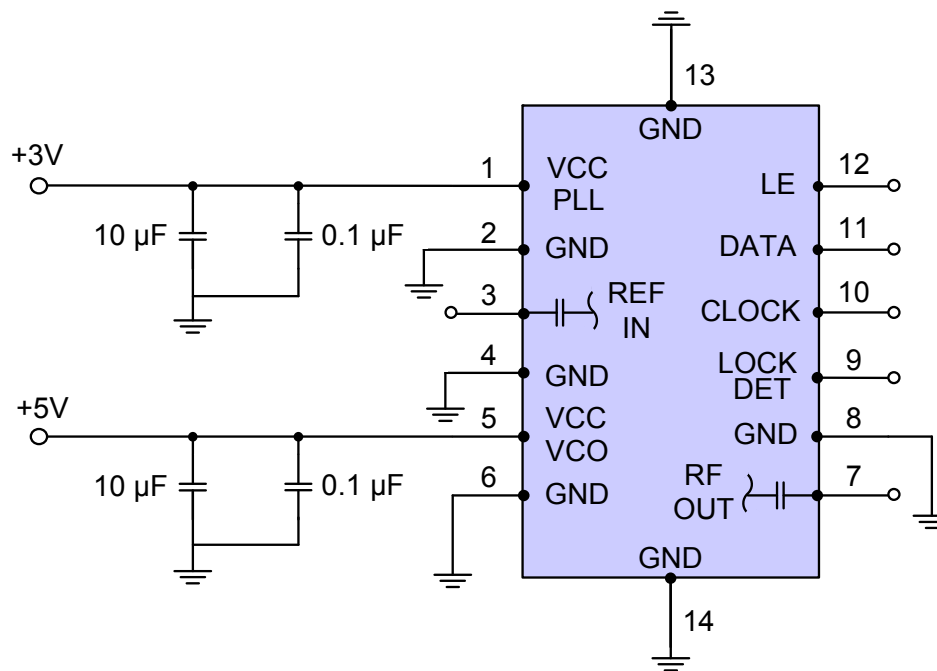 13
GND
+3V
1
VCC
PLL
12
LE
10 µF
0.1 µF
2
GND
11
DATA
3
REF
IN
10
CLOCK
4
GND
9
LOCK
DET
+5V
5
VCC
VCO
8
GND
10 µF
0.1 µF
6
GND
7
RF
OUT
GND
14